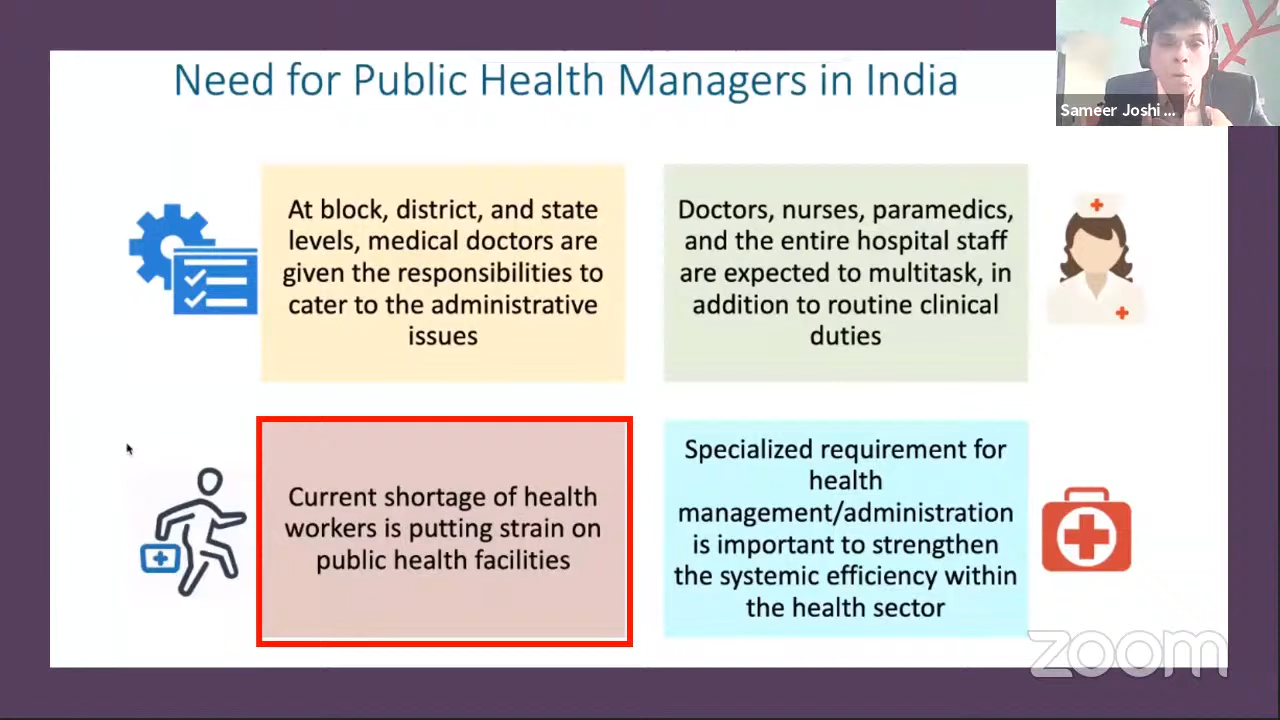 Need for Public Health Managers in India
Sameer Joshi ...
At block, district, and state
levels, medical doctors are
given the responsibilities to
cater to the administrative
issues
Doctors, nurses, paramedics,
and the entire hospital staff
are expected to multitask, in
addition to routine clinical
duties
Current shortage of health
workers is putting strain on
public health facilities
Specialized requirement for
health
management/administration
is important to strengthen
the systemic efficiency within
the health sector
zoom